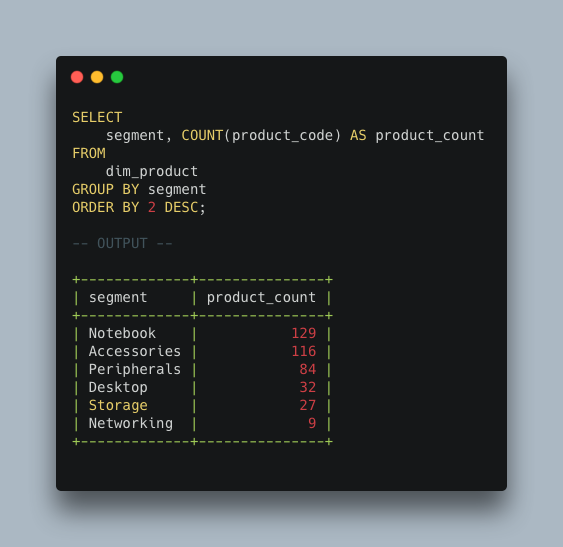 SELECT
    segment, COUNT(product_code) AS product_count
FROM
    dim_product
GROUP BY segment
ORDER BY 2 DESC;

-- OUTPUT --

+-------------+---------------+
| segment     | product_count |
+-------------+---------------+
| Notebook    |           129 |
| Accessories |           116 |
| Peripherals |            84 |
| Desktop     |            32 |
| Storage     |            27 |
| Networking  |             9 |
+-------------+---------------+